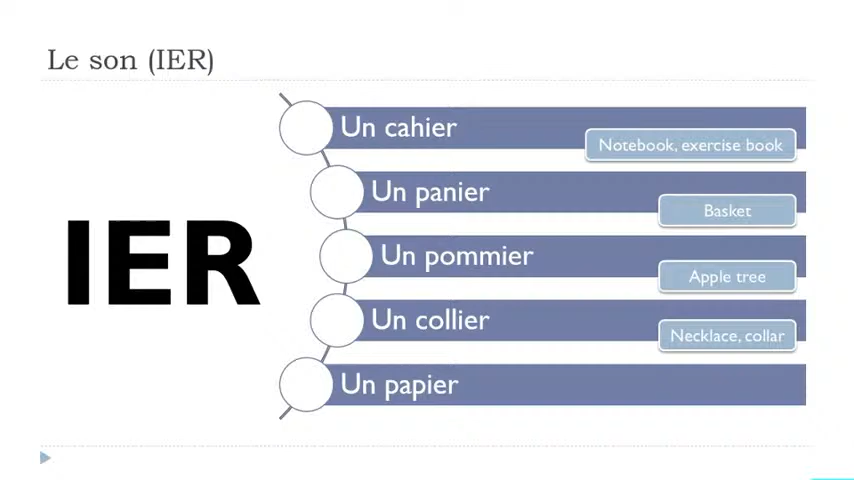 Le son (IER)
IER
Un cahier
Notebook, exercise book
Un panier
Basket
Un pommier
Apple tree
Un collier
Necklace, collar
Un papier